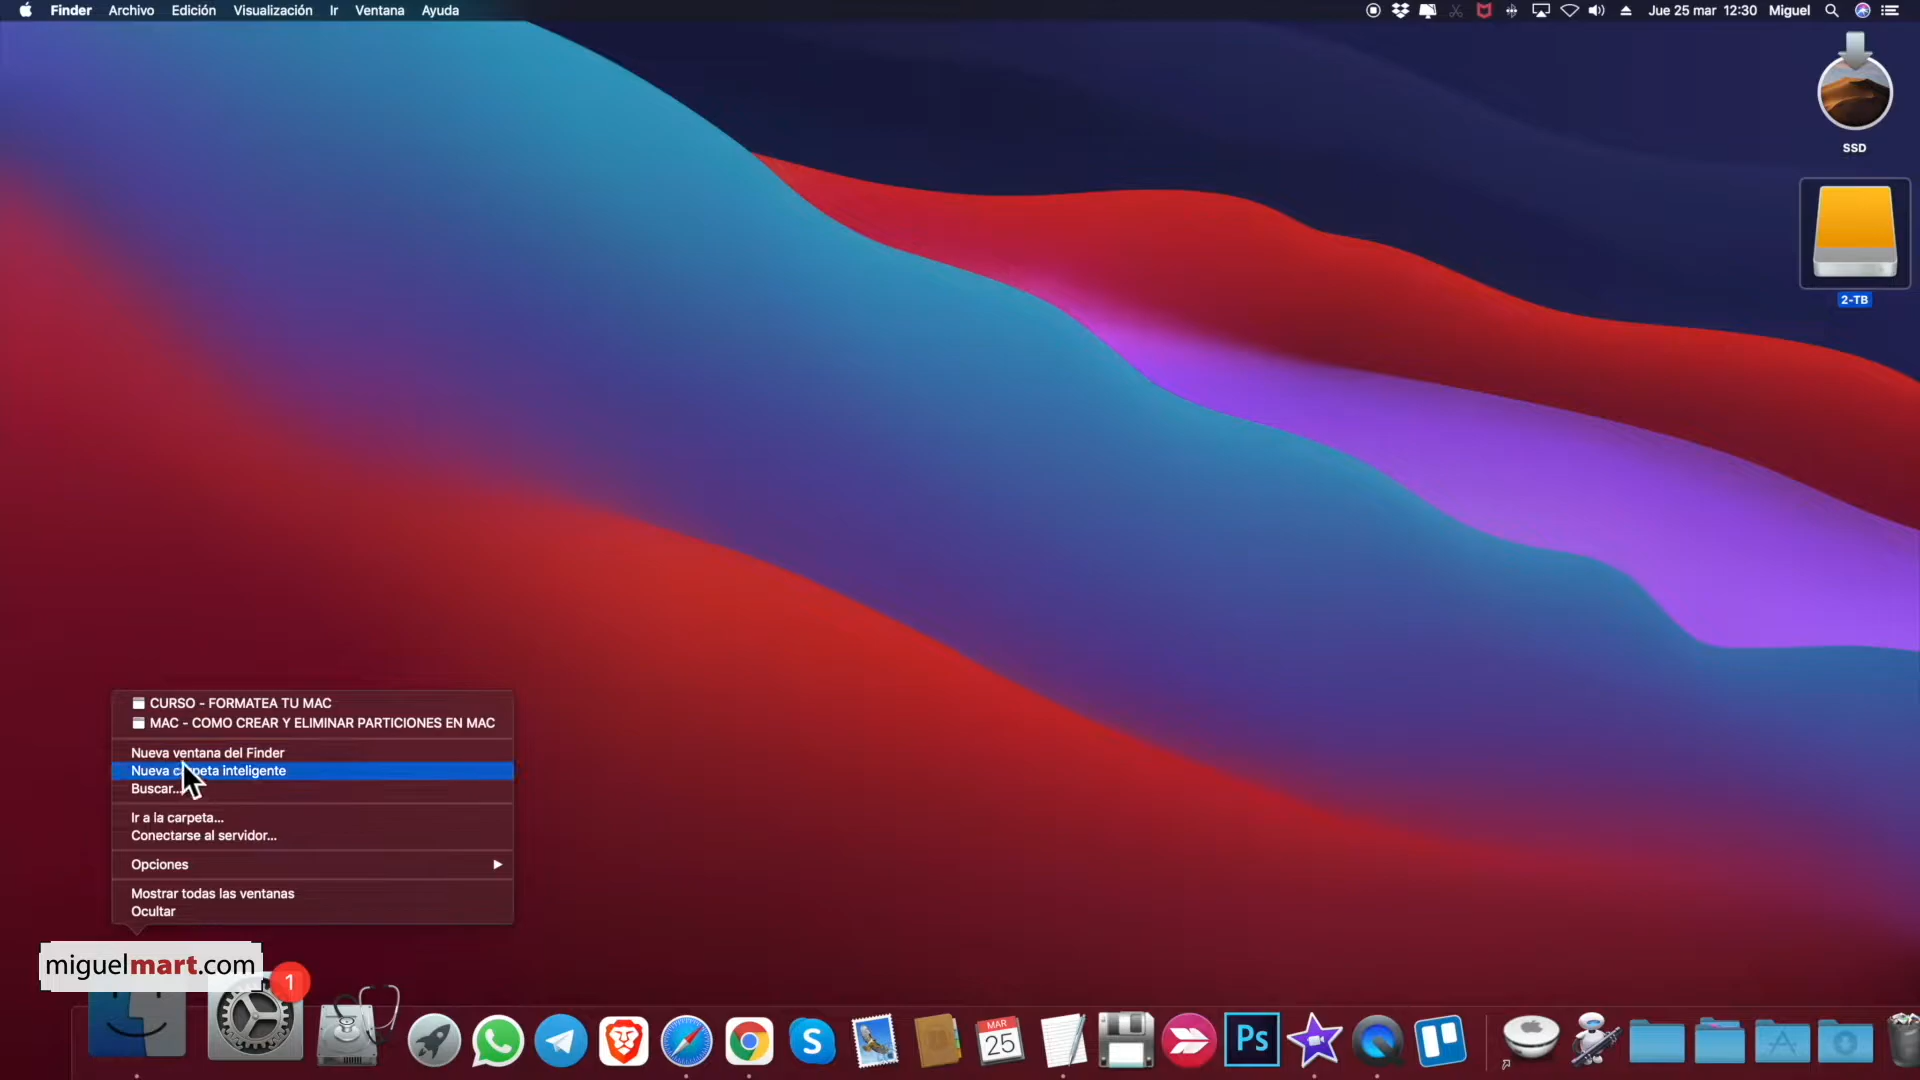 Finder Archivo Edición Visualización Ir Ventana Ayuda
Jue 25 mar 12:30 Miguel
SSD
2-TB
CURSO - FORMATEA TU MAC
MAC - COMO CREAR Y ELIMINAR PARTICIONES EN MAC
Nueva ventana del Finder
Nueva carpeta inteligente
Buscar...
Ir a la carpeta...
Conectarse al servidor...
Opciones
Mostrar todas las ventanas
Ocultar
miguelmart.com
1
S
MAR
25
Ps